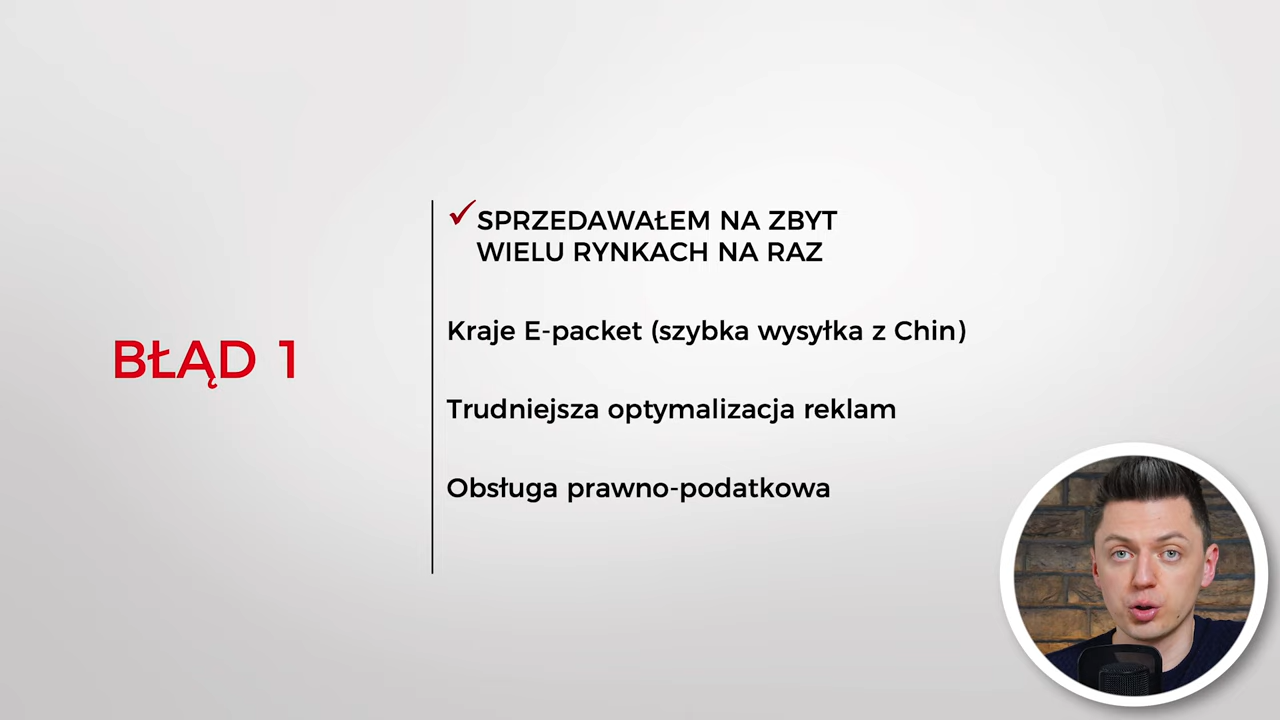 BŁĄD 1
SPRZEDAWAŁEM NA ZBYT
WIELU RYNKACH NA RAZ
Kraje E-packet (szybka wysyłka z Chin)
Trudniejsza optymalizacja reklam
Obsługa prawno-podatkowa